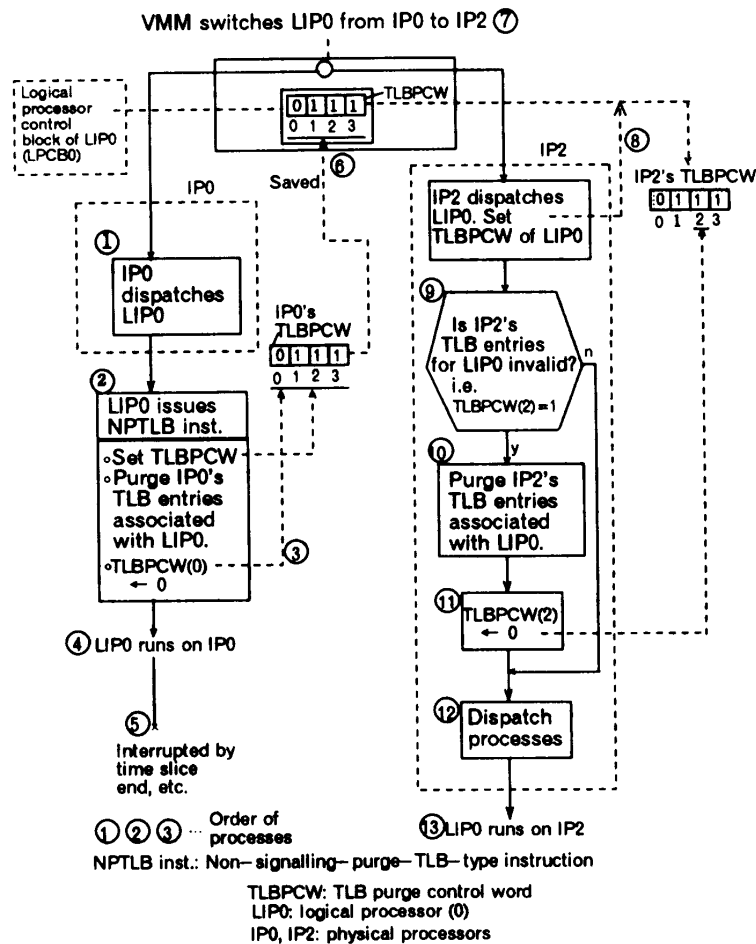 VMM switches LIP0 from IP0 to IP2 ⑦
Logical
processor
control
block of LIP0
(LPCB0)
0 1 1 1
TLBPCW
0 1 2 3
⑥
Saved
IP0
①
IP0
dispatches
LIP0
②
LIP0 issues
NPTLB inst.
Set TLBPCW
Purge IP0's
TLB entries
associated
with LIP0.
TLBPCW(0)
← 0
③
IP0's
TLBPCW
0 1 1 1
0 1 2 3
④ LIP0 runs on IP0
⑤
Interrupted by
time slice
end, etc.
IP2
⑧
IP2's TLBPCW
0 1 1 1
0 1 2 3
IP2 dispatches
LIP0. Set
TLBPCW of LIP0
⑨
Is IP2's
TLB entries
for LIP0 invalid?
i.e.
TLBPCW(2)=1
n
y
⑩
Purge IP2's
TLB entries
associated
with LIP0.
⑪
TLBPCW(2)
← 0
⑫
Dispatch
processes
⑬ LIP0 runs on IP2
① ② ③ ... Order of
processes
NPTLB inst.: Non-signalling-purge-TLB-type instruction
TLBPCW: TLB purge control word
LIP0: logical processor (0)
IP0, IP2: physical processors